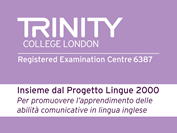 TRINITY
COLLEGE LONDON
Registered Examination Centre 6387
Insieme dal Progetto Lingue 2000
Per promuovere l'apprendimento delle
abilità comunicative in lingua inglese